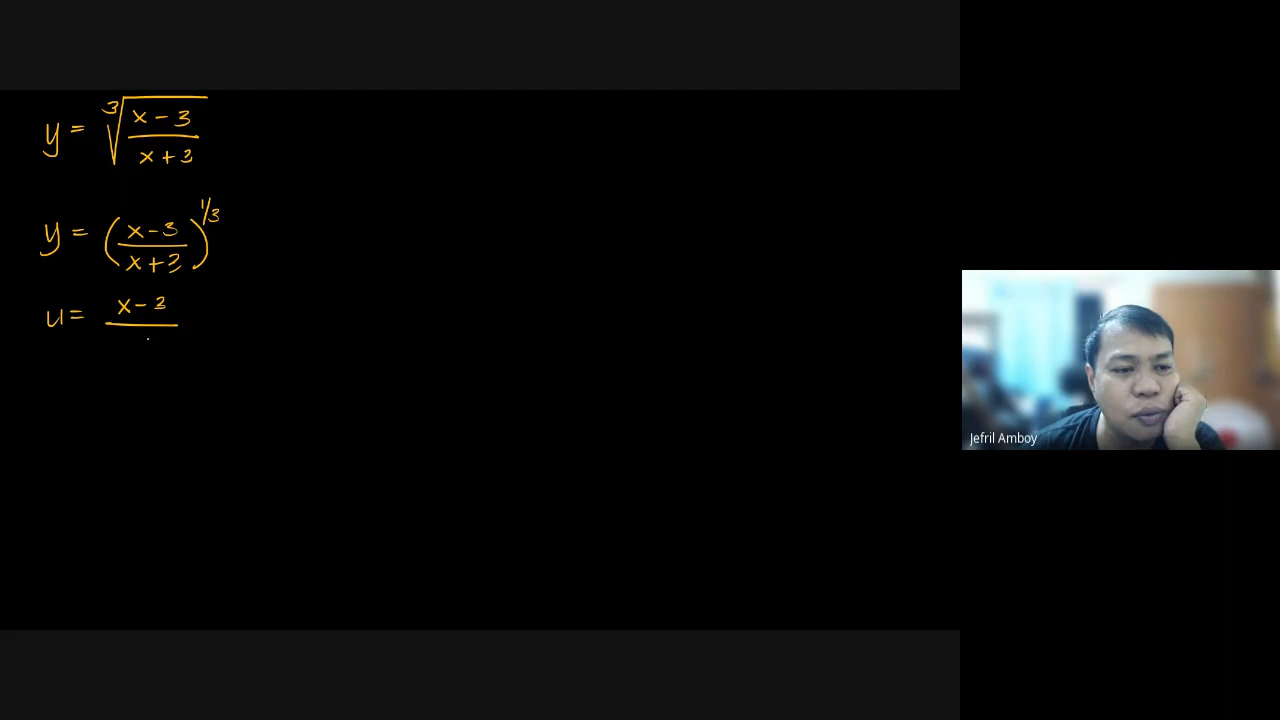 y = ∛((x - 3)/(x + 3))
y = ((x - 3)/(x + 3))^(1/3)
u = (x - 3)/
Jefril Amboy